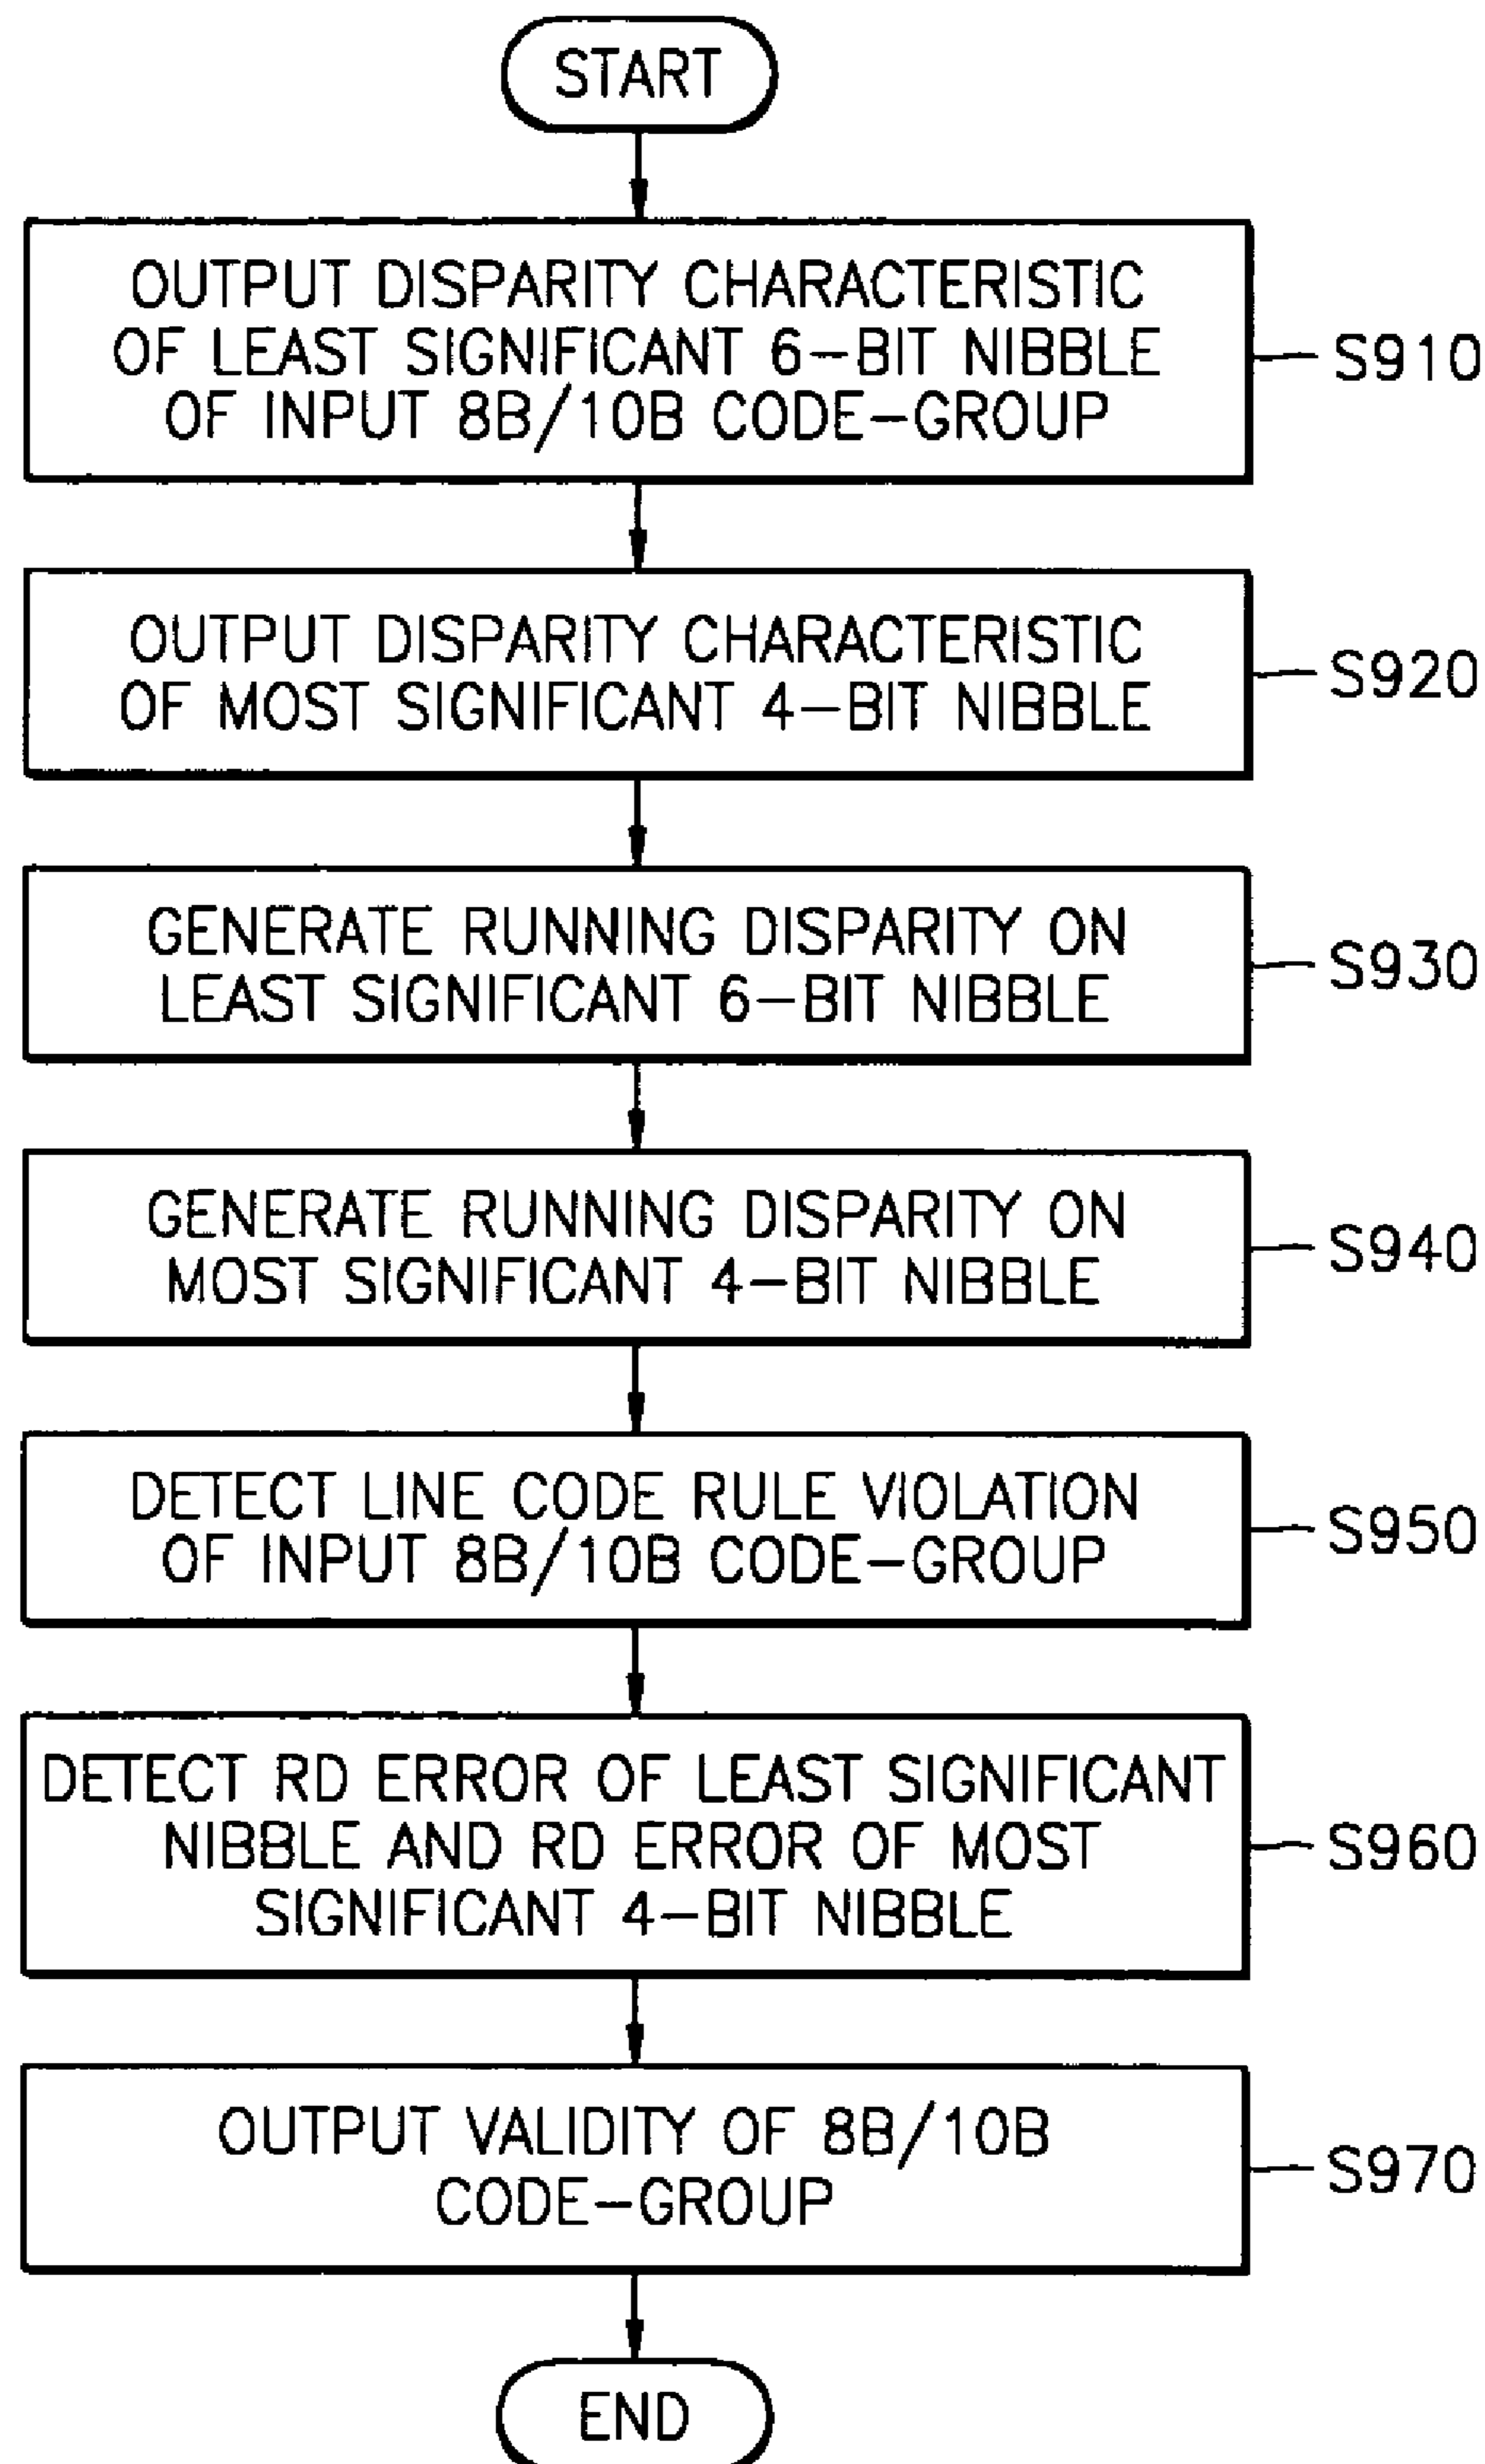 START
OUTPUT DISPARITY CHARACTERISTIC
OF LEAST SIGNIFICANT 6-BIT NIBBLE
OF INPUT 8B/10B CODE-GROUP
S910
OUTPUT DISPARITY CHARACTERISTIC
OF MOST SIGNIFICANT 4-BIT NIBBLE
S920
GENERATE RUNNING DISPARITY ON
LEAST SIGNIFICANT 6-BIT NIBBLE
S930
GENERATE RUNNING DISPARITY ON
MOST SIGNIFICANT 4-BIT NIBBLE
S940
DETECT LINE CODE RULE VIOLATION
OF INPUT 8B/10B CODE-GROUP
S950
DETECT RD ERROR OF LEAST SIGNIFICANT
NIBBLE AND RD ERROR OF MOST
SIGNIFICANT 4-BIT NIBBLE
S960
OUTPUT VALIDITY OF 8B/10B
CODE-GROUP
S970
END